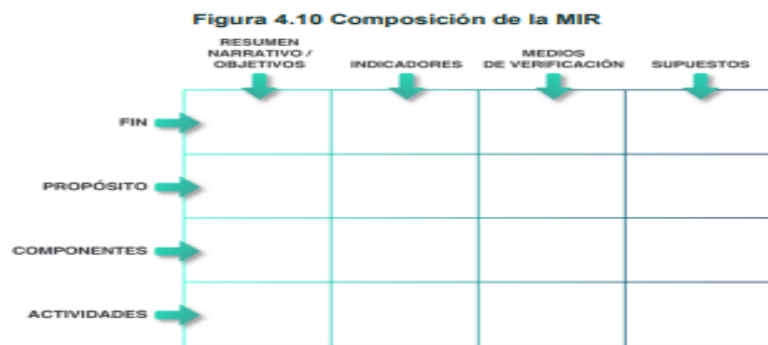 Figura 4.10 Composición de la MIR
RESUMEN
NARRATIVO /
OBJETIVOS
INDICADORES
MEDIOS
DE VERIFICACIÓN
SUPUESTOS
FIN
PROPÓSITO
COMPONENTES
ACTIVIDADES